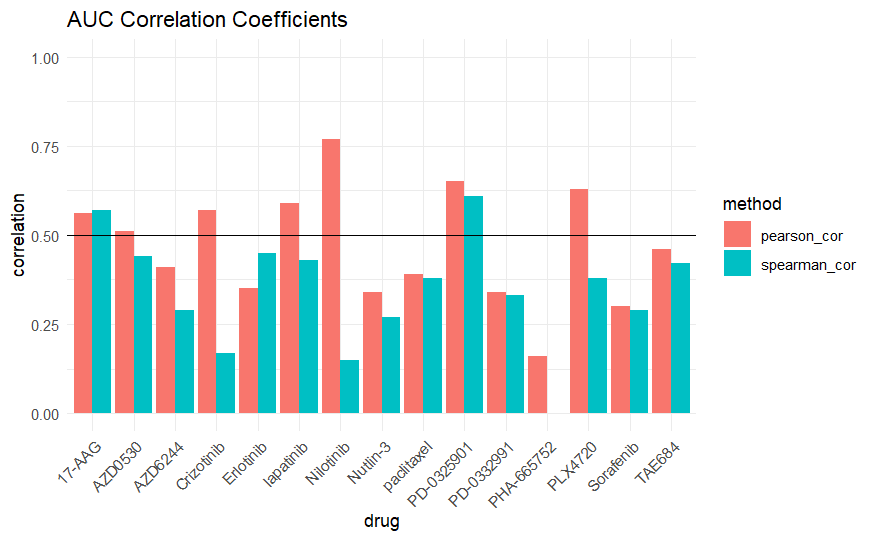 AUC Correlation Coefficients
1.00
0.75
0.50
0.25
0.00
correlation
17-AAG
AZD0530
AZD6244
Crizotinib
Erlotinib
lapatinib
Nilotinib
Nutlin-3
paclitaxel
PD-0325901
PD-0332991
PHA-665752
PLX4720
Sorafenib
TAE684
drug
method
pearson_cor
spearman_cor